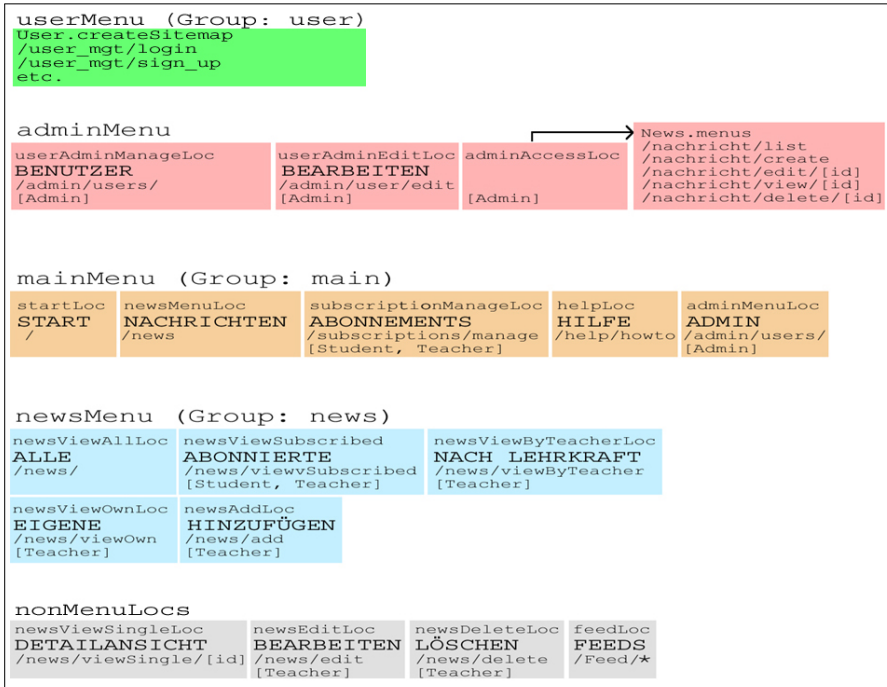 userMenu (Group: user)
User.createSitemap
/user_mgt/login
/user_mgt/sign_up
etc.
adminMenu
userAdminManageLoc
BENUTZER
/admin/users/
[Admin]
userAdminEditLoc
BEARBEITEN
/admin/user/edit
[Admin]
adminAccessLoc
[Admin]
News.menus
/nachricht/list
/nachricht/create
/nachricht/edit/[id]
/nachricht/view/[id]
/nachricht/delete/[id]
mainMenu (Group: main)
startLoc
START
/
newsMenuLoc
NACHRICHTEN
/news
subscriptionManageLoc
ABONNEMENTS
/subscriptions/manage
[Student, Teacher]
helpLoc
HILFE
/help/howto
adminMenuLoc
ADMIN
/admin/users/
[Admin]
newsMenu (Group: news)
newsViewAllLoc
ALLE
/news/
newsViewSubscribed
ABONNIERTE
/news/viewvSubscribed
[Student, Teacher]
newsViewByTeacherLoc
NACH LEHRKRAFT
/news/viewByTeacher
[Teacher]
newsViewOwnLoc
EIGENE
/news/viewOwn
[Teacher]
newsAddLoc
HINZUFÜGEN
/news/add
[Teacher]
nonMenuLocs
newsViewSingleLoc
DETAILANSICHT
/news/viewSingle/[id]
newsEditLoc
BEARBEITEN
/news/edit
[Teacher]
newsDeleteLoc
LÖSCHEN
/news/delete
[Teacher]
feedLoc
FEEDS
/Feed/*